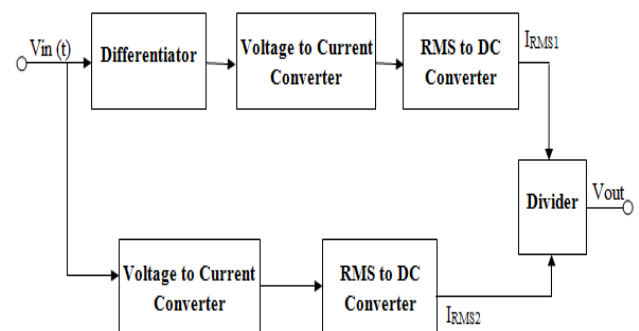 Vin (t)
Differentiator
Voltage to Current
Converter
RMS to DC
Converter
IRMS1
Divider
Vout
Voltage to Current
Converter
RMS to DC
Converter
IRMS2